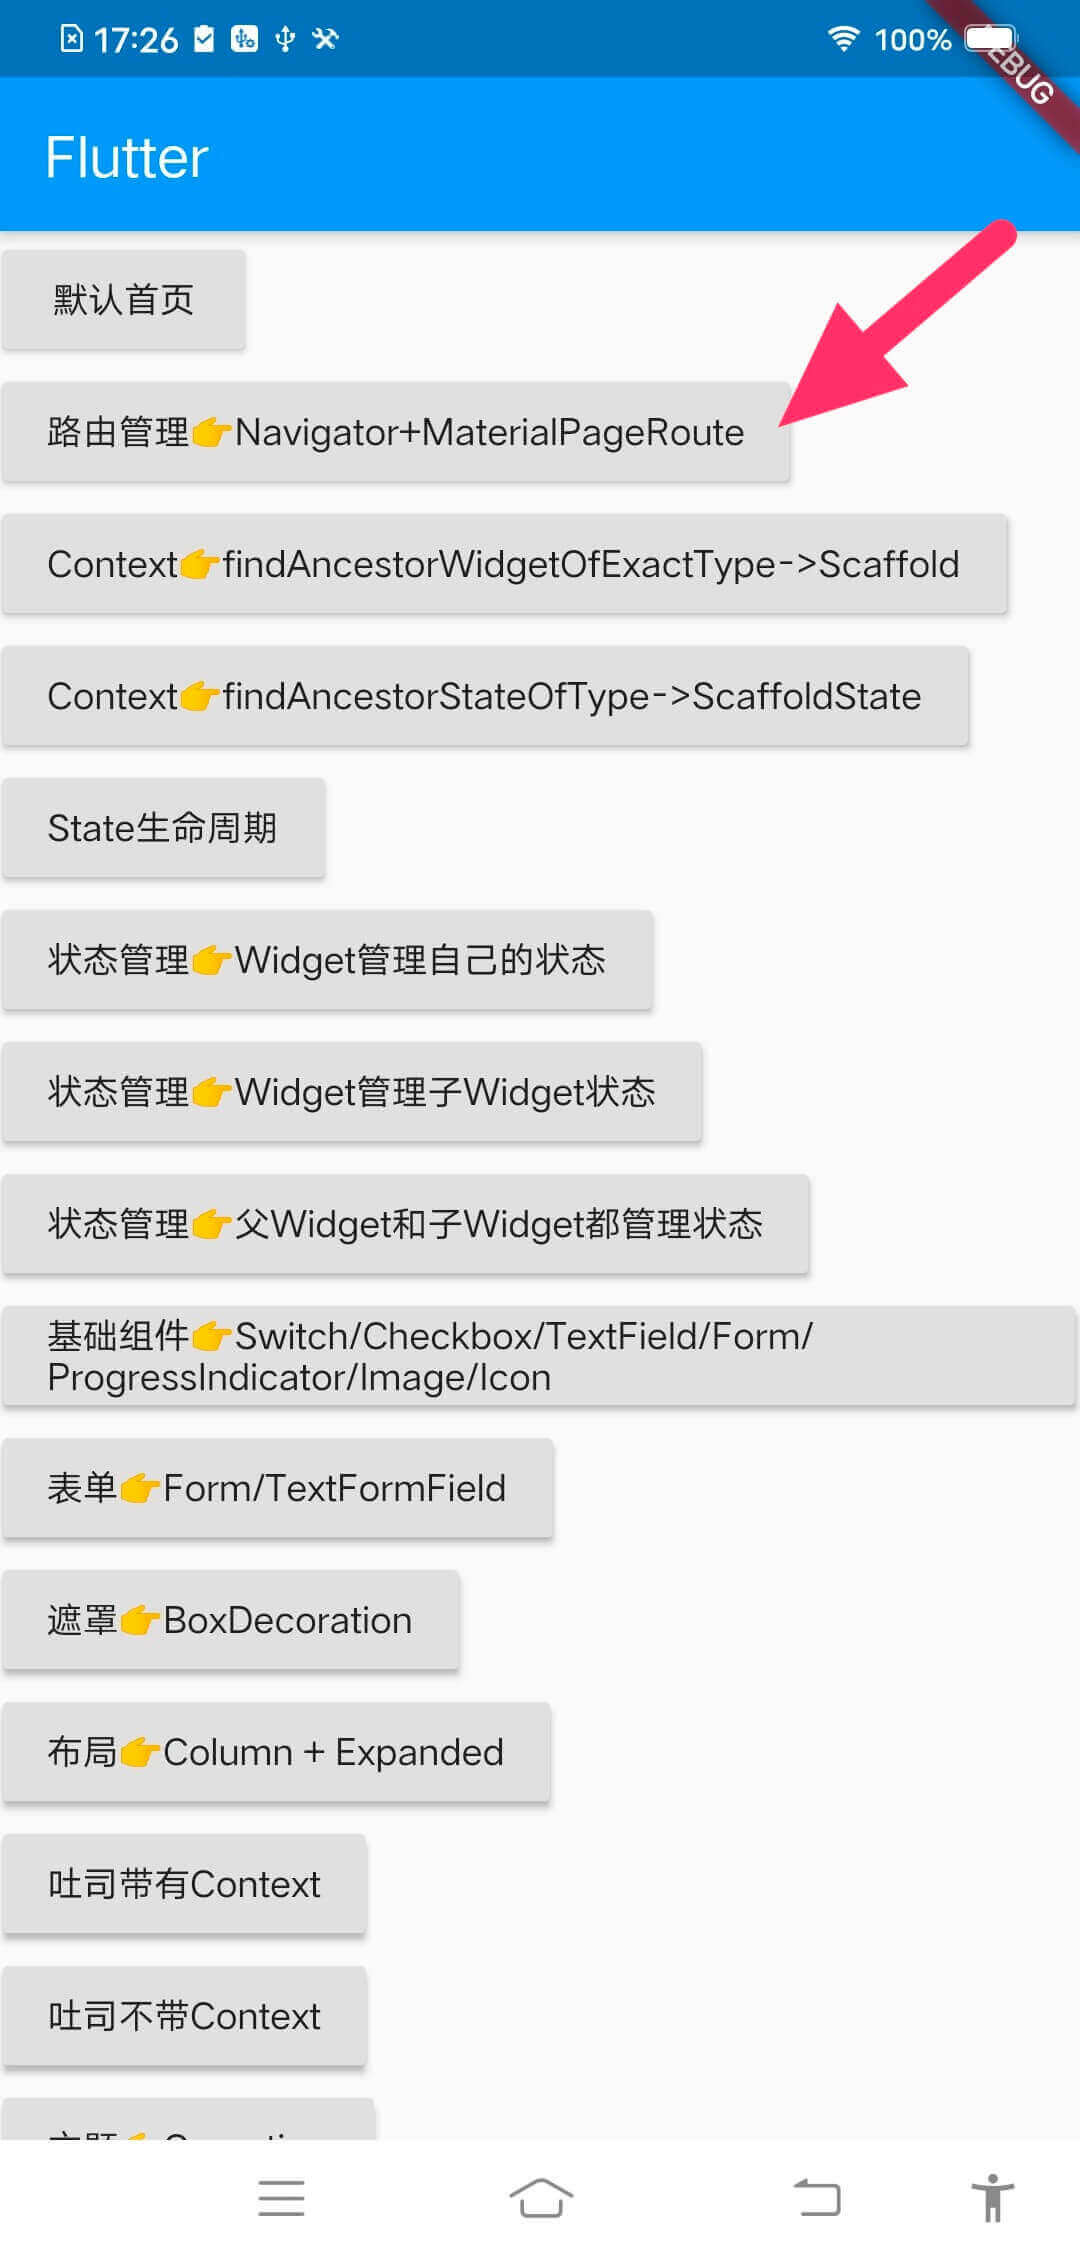 17:26
100%
DEBUG
Flutter
默认首页
路由管理👉Navigator+MaterialPageRoute
Context👉findAncestorWidgetOfExactType->Scaffold
Context👉findAncestorStateOfType->ScaffoldState
State生命周期
状态管理👉Widget管理自己的状态
状态管理👉Widget管理子Widget状态
状态管理👉父Widget和子Widget都管理状态
基础组件👉Switch/Checkbox/TextField/Form/
ProgressIndicator/Image/Icon
表单👉Form/TextFormField
遮罩👉BoxDecoration
布局👉Column + Expanded
吐司带有Context
吐司不带Context